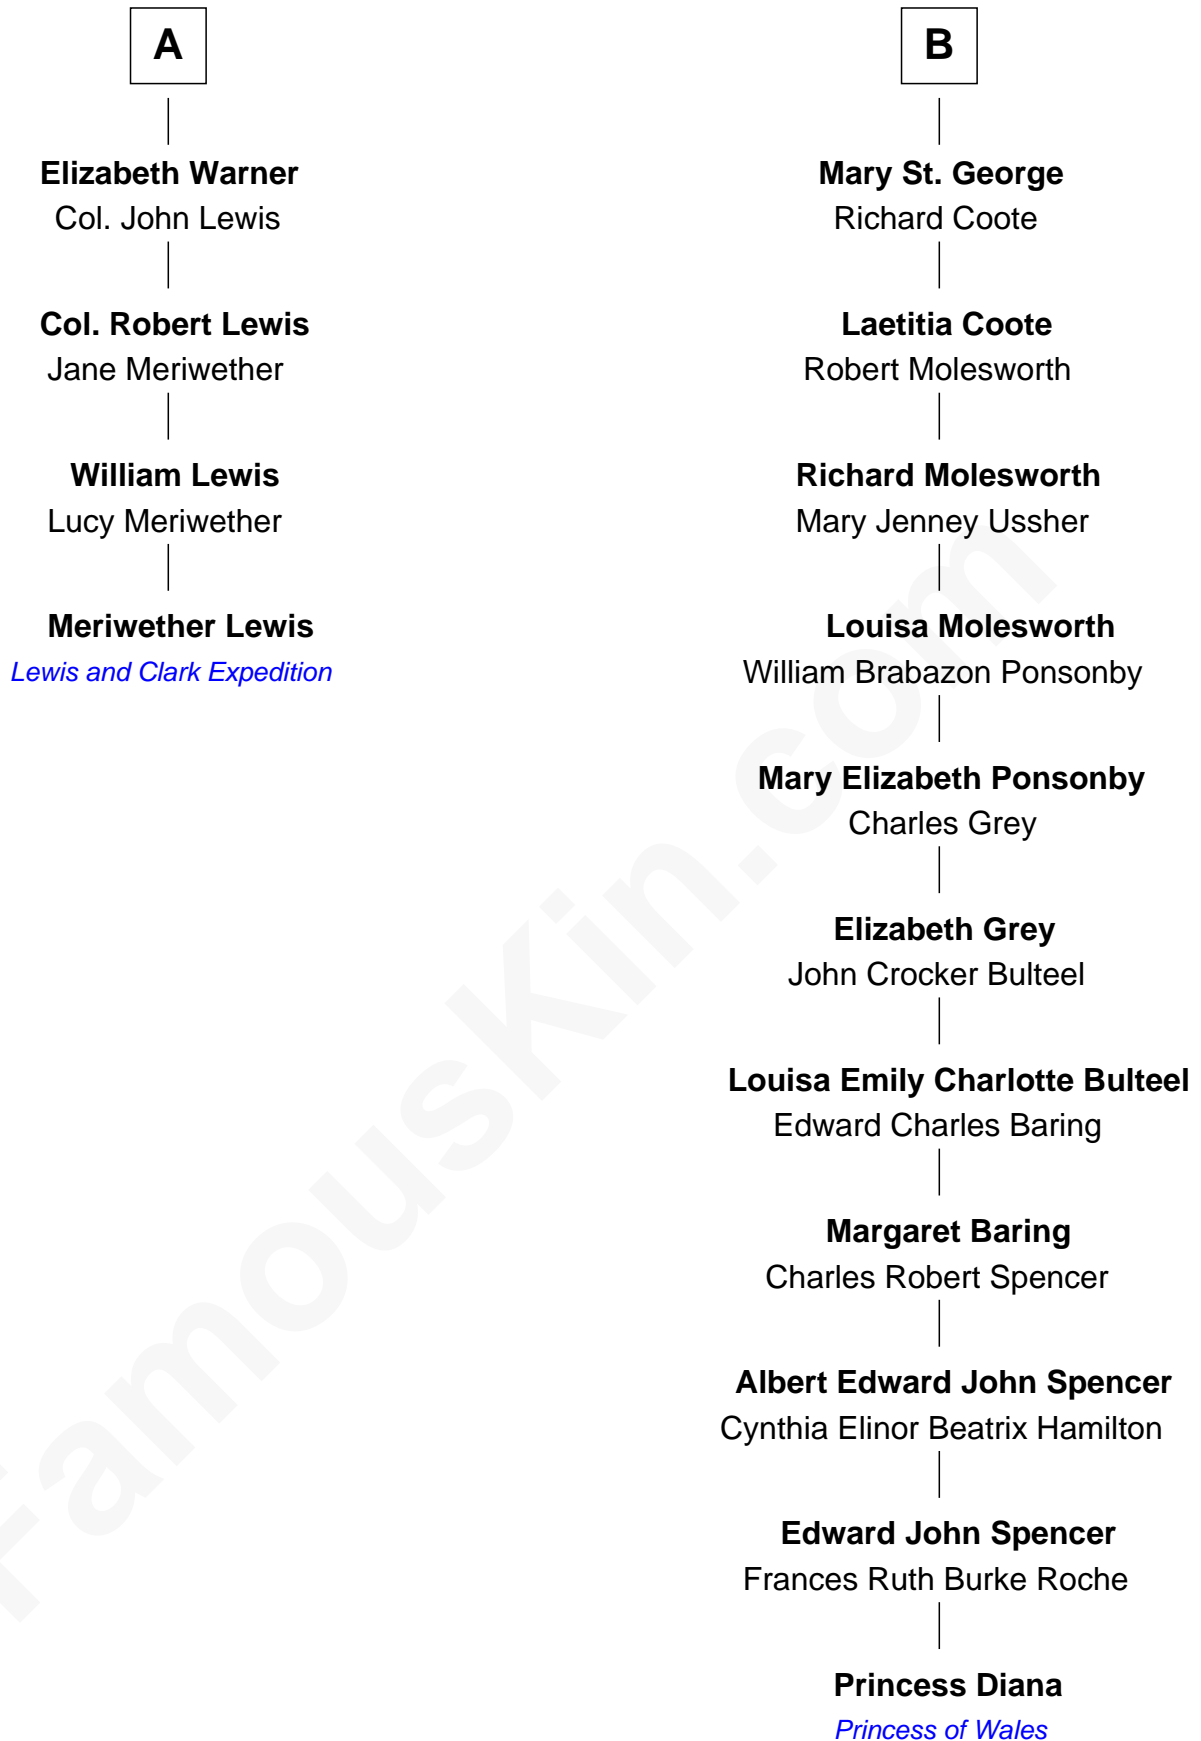 A
Elizabeth Warner
Col. John Lewis
Col. Robert Lewis
Jane Meriwether
William Lewis
Lucy Meriwether
Meriwether Lewis
Lewis and Clark Expedition
B
Mary St. George
Richard Coote
Laetitia Coote
Robert Molesworth
Richard Molesworth
Mary Jenney Ussher
Louisa Molesworth
William Brabazon Ponsonby
Mary Elizabeth Ponsonby
Charles Grey
Elizabeth Grey
John Crocker Bulteel
Louisa Emily Charlotte Bulteel
Edward Charles Baring
Margaret Baring
Charles Robert Spencer
Albert Edward John Spencer
Cynthia Elinor Beatrix Hamilton
Edward John Spencer
Frances Ruth Burke Roche
Princess Diana
Princess of Wales
FamousKin.com